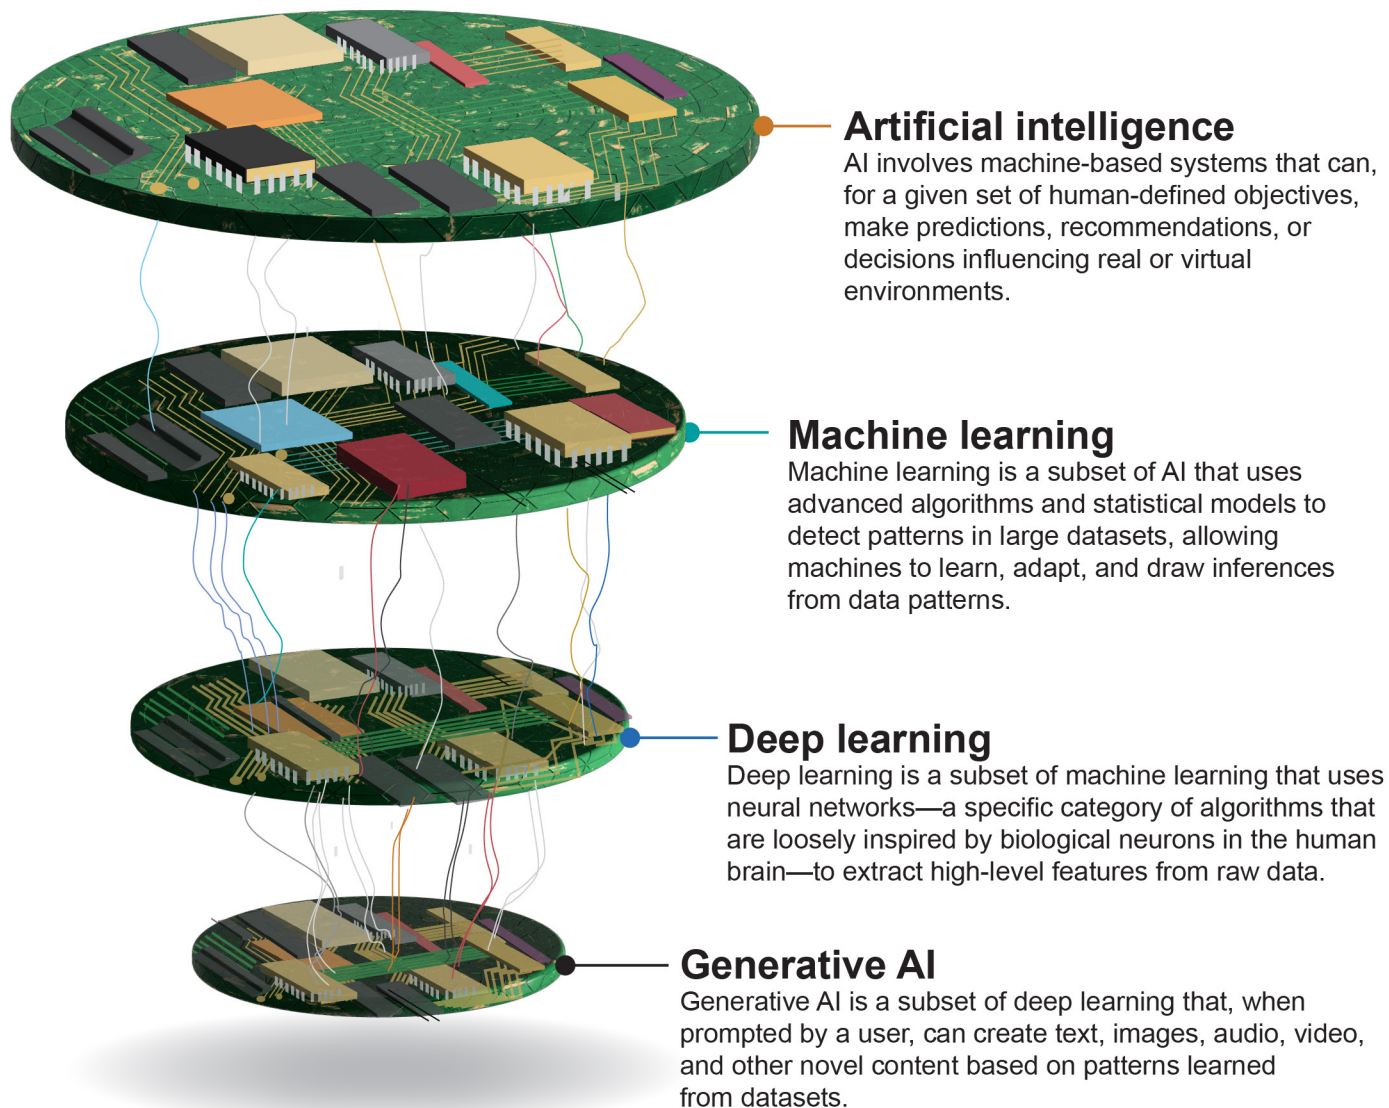 Artificial intelligence
AI involves machine-based systems that can,
for a given set of human-defined objectives,
make predictions, recommendations, or
decisions influencing real or virtual
environments.
Machine learning
Machine learning is a subset of AI that uses
advanced algorithms and statistical models to
detect patterns in large datasets, allowing
machines to learn, adapt, and draw inferences
from data patterns.
Deep learning
Deep learning is a subset of machine learning that uses
neural networks—a specific category of algorithms that
are loosely inspired by biological neurons in the human
brain—to extract high-level features from raw data.
Generative AI
Generative AI is a subset of deep learning that, when
prompted by a user, can create text, images, audio, video,
and other novel content based on patterns learned
from datasets.